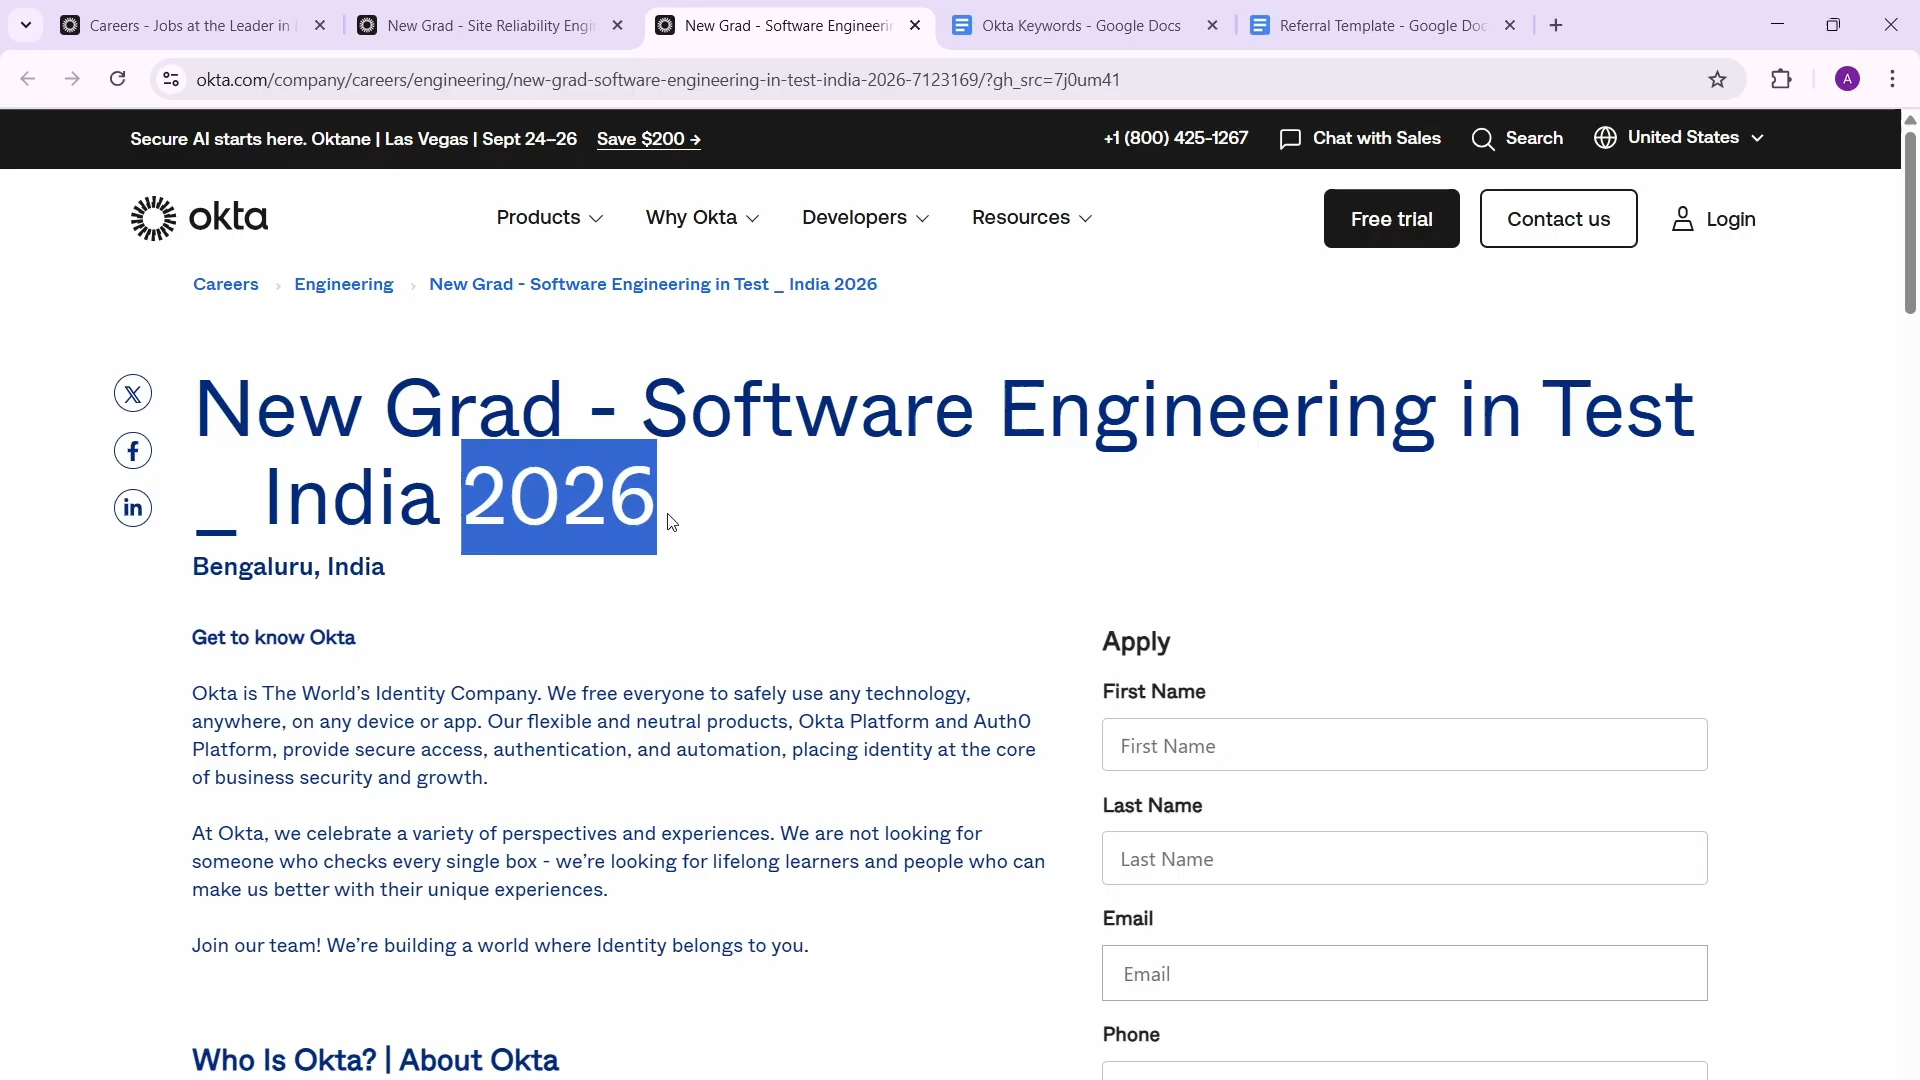 Careers - Jobs at the Leader in
New Grad - Site Reliability Engi
New Grad - Software Engineerin
Okta Keywords - Google Docs
Referral Template - Google Doc
okta.com/company/careers/engineering/new-grad-software-engineering-in-test-india-2026-7123169/?gh_src=7j0um41
A
Secure AI starts here. Oktane | Las Vegas | Sept 24–26 Save $200 →
+1 (800) 425-1267
Chat with Sales
Search
United States
okta
Products
Why Okta
Developers
Resources
Free trial
Contact us
Login
Careers › Engineering › New Grad - Software Engineering in Test _ India 2026
New Grad - Software Engineering in Test
_ India 2026
Bengaluru, India
Get to know Okta
Okta is The World’s Identity Company. We free everyone to safely use any technology,
anywhere, on any device or app. Our flexible and neutral products, Okta Platform and Auth0
Platform, provide secure access, authentication, and automation, placing identity at the core
of business security and growth.
At Okta, we celebrate a variety of perspectives and experiences. We are not looking for
someone who checks every single box - we’re looking for lifelong learners and people who can
make us better with their unique experiences.
Join our team! We’re building a world where Identity belongs to you.
Who Is Okta? | About Okta
Apply
First Name
First Name
Last Name
Last Name
Email
Email
Phone